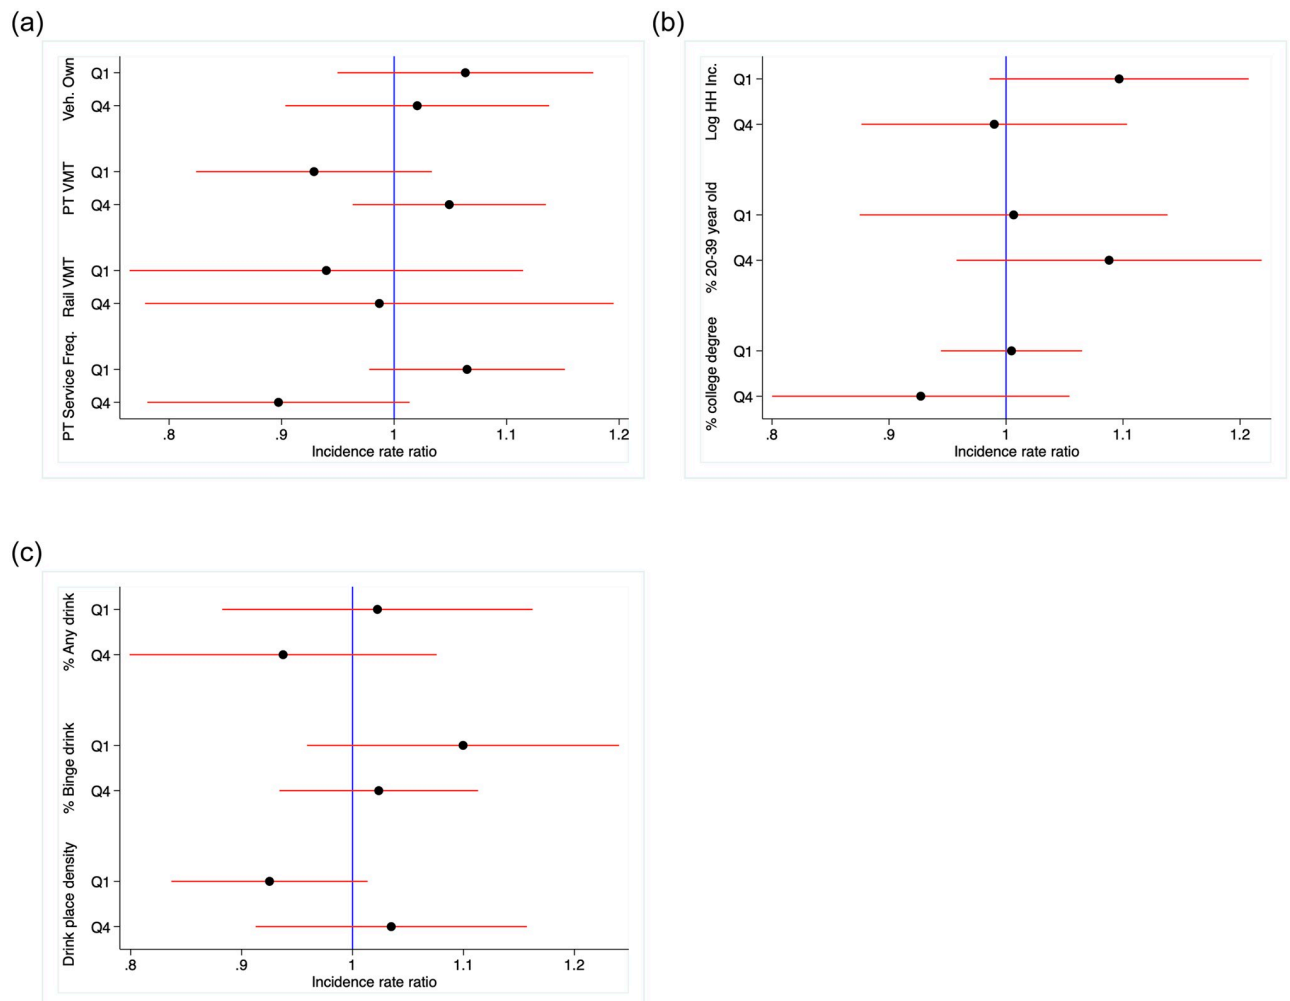 (a)
Veh. Own
Q1
Q4
PT VMT
Q1
Q4
Rail VMT
Q1
Q4
PT Service Freq.
Q1
Q4
.8 .9 1 1.1 1.2
Incidence rate ratio
(b)
Log HH Inc.
Q1
Q4
% 20-39 year old
Q1
Q4
% college degree
Q1
Q4
.8 .9 1 1.1 1.2
Incidence rate ratio
(c)
% Any drink
Q1
Q4
% Binge drink
Q1
Q4
Drink place density
Q1
Q4
.8 .9 1 1.1 1.2
Incidence rate ratio